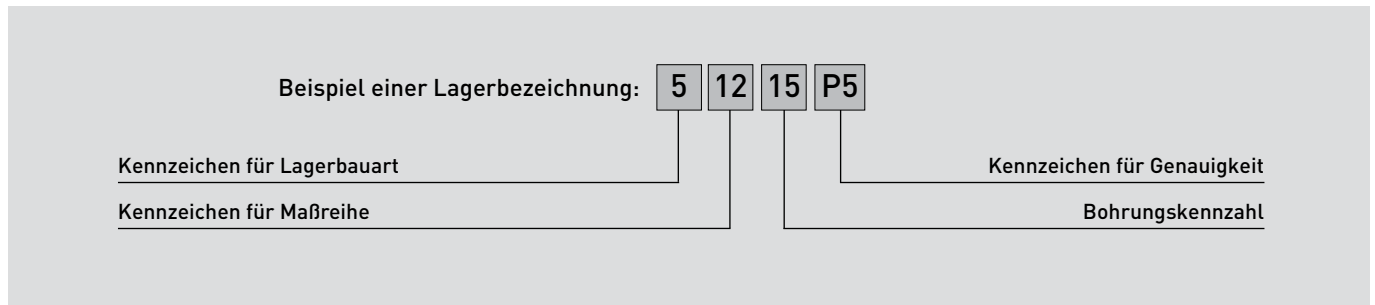 Beispiel einer Lagerbezeichnung: 5 12 15 P5
Kennzeichen für Lagerbauart
Kennzeichen für Genauigkeit
Kennzeichen für Maßreihe
Bohrungskennzahl